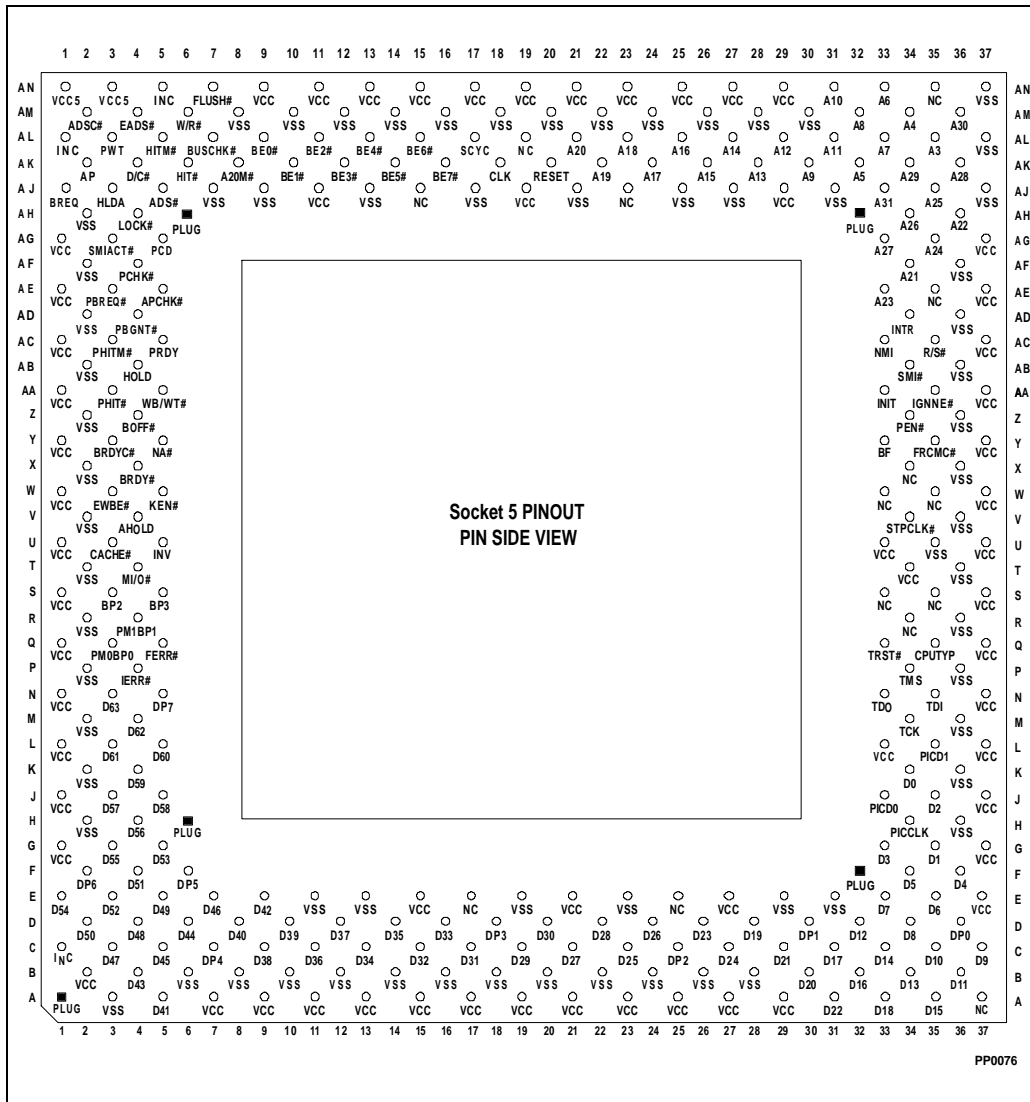 1 2 3 4 5 6 7 8 9 10 11 12 13 14 15 16 17 18 19 20 21 22 23 24 25 26 27 28 29 30 31 32 33 34 35 36 37
AN AN
VCC5 VCC5 INC FLUSH# VCC VCC VCC VCC VCC VCC VCC VCC VCC VCC VCC A10 A6 NC VSS
AM AM
ADSC# EADS# W/R# VSS VSS VSS VSS VSS VSS VSS VSS VSS VSS VSS VSS A8 A4 A30
AL AL
INC PWT HITM# BUSCHK# BE0# BE2# BE4# BE6# SCYC NC A20 A18 A16 A14 A12 A11 A7 A3 VSS
AK AK
AP D/C# HIT# A20M# BE1# BE3# BE5# BE7# CLK RESET A19 A17 A15 A13 A9 A5 A29 A28
AJ AJ
BREQ HLDA ADS# VSS VSS VCC VSS NC VSS VCC VSS VCC NC VSS VSS VCC VSS A31 A25 VSS
AH AH
VSS LOCK# PLUG PLUG A26 A22
AG AG
VCC SMIACT# PCD A27 A24 VCC
AF AF
VSS PCHK# A21 VSS
AE AE
VCC PBREQ# APCHK# A23 NC VCC
AD AD
VSS PBGNT# INTR VSS
AC AC
VCC PHITM# PRDY NMI R/S# VCC
AB AB
VSS HOLD SMI# VSS
AA AA
VCC PHIT# WB/WT# INIT IGNNE# VCC
Z Z
VSS BOFF# PEN# VSS
Y Y
VCC BRDYC# NA# BF FRCMC# VCC
X X
VSS BRDY# NC VSS
W W
VCC EWBE# KEN# NC NC VCC
V V
VSS AHOLD STPCLK# VSS
Socket 5 PINOUT
PIN SIDE VIEW
U U
VCC CACHE# INV VCC VSS VCC
T T
VSS MI/O# VCC VSS
S S
VCC BP2 BP3 NC NC VCC
R R
VSS PM1BP1 NC VSS
Q Q
VCC PM0BP0 FERR# TRST# CPUTYP VCC
P P
VSS IERR# TMS VSS
N N
VCC D63 DP7 TDO TDI VCC
M M
VSS D62 TCK VSS
L L
VCC D61 D60 VCC PICD1 VCC
K K
VSS D59 D0 VSS
J J
VCC D57 D58 PICD0 D2 VCC
H H
VSS D56 PLUG PICCLK VSS
G G
VCC D55 D53 D3 D1 VCC
F F
DP6 D51 DP5 PLUG D5 D4
E E
D54 D52 D49 D46 D42 VSS VSS VCC NC VSS VCC VSS NC VCC VSS VSS D7 D6 VCC
D D
D50 D48 D44 D40 D39 D37 D35 D33 DP3 D30 D28 D26 D23 D19 DP1 D12 D8 DP0
C C
INC D47 D45 DP4 D38 D36 D34 D32 D31 D29 D27 D25 DP2 D24 D21 D17 D14 D10 D9
B B
VCC D43 VSS VSS VSS VSS VSS VSS VSS VSS VSS VSS VSS VSS D20 D16 D13 D11
A A
PLUG VSS D41 VCC VCC VCC VCC VCC VCC VCC VCC VCC VCC VCC VCC D22 D18 D15 NC
1 2 3 4 5 6 7 8 9 10 11 12 13 14 15 16 17 18 19 20 21 22 23 24 25 26 27 28 29 30 31 32 33 34 35 36 37
PP0076